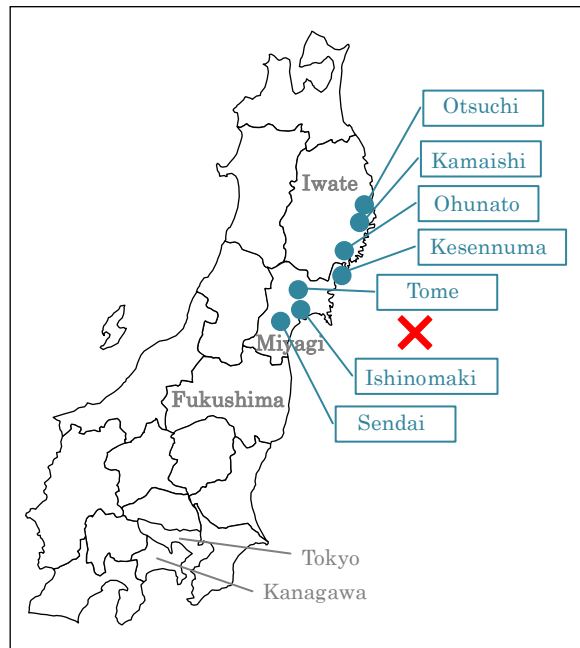 Otsuchi
Kamaishi
Iwate
Ohunato
Kesennuma
Tome
Miyagi
Ishinomaki
Fukushima
Sendai
Tokyo
Kanagawa